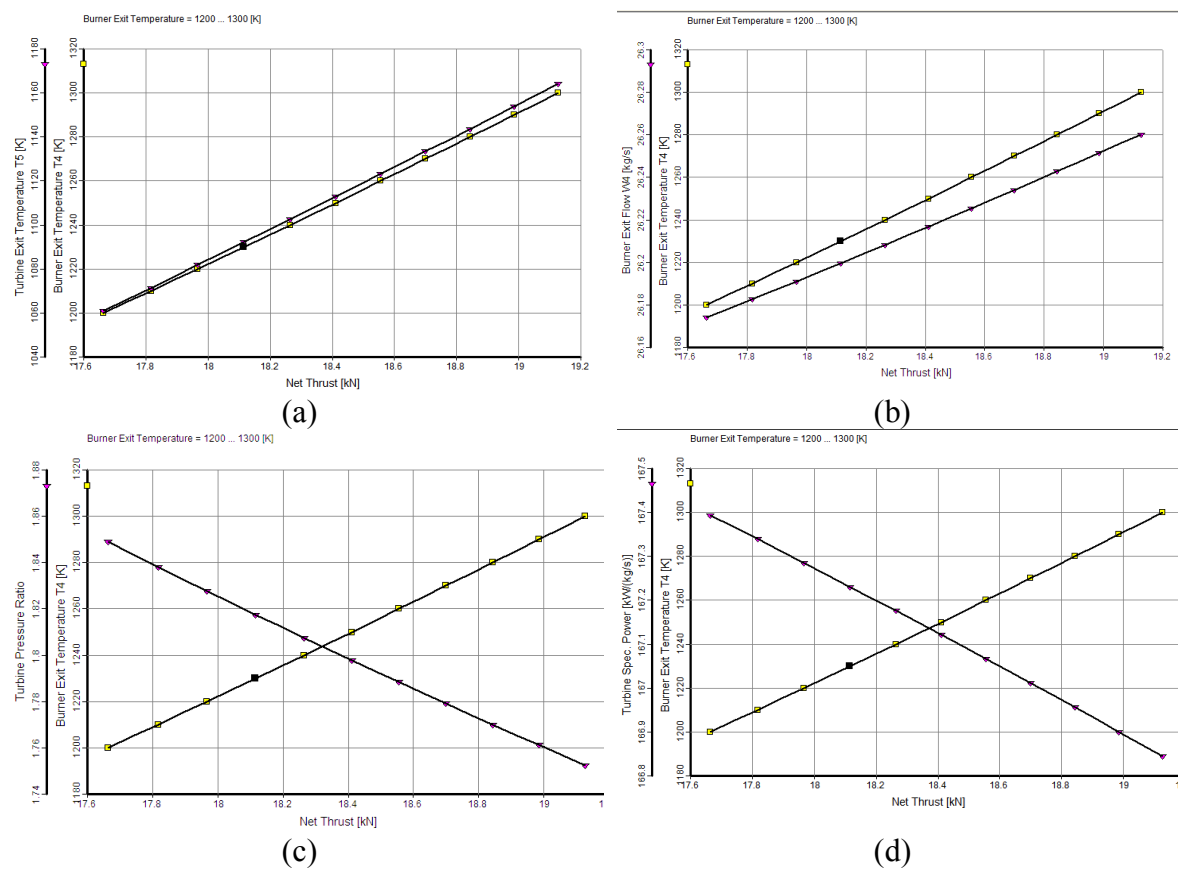 Burner Exit Temperature = 1200 ... 1300 [K]
Turbine Exit Temperature T5 [K]
1040 1060 1080 1100 1120 1140 1160 1180
Burner Exit Temperature T4 [K]
1180 1200 1220 1240 1260 1280 1300 1320
17.6 17.8 18 18.2 18.4 18.6 18.8 19 19.2
Net Thrust [kN]
(a)
Burner Exit Temperature = 1200 ... 1300 [K]
Burner Exit Flow W4 [kg/s]
26.16 26.18 26.2 26.22 26.24 26.26 26.28 26.3
Burner Exit Temperature T4 [K]
1180 1200 1220 1240 1260 1280 1300 1320
17.6 17.8 18 18.2 18.4 18.6 18.8 19 19.2
Net Thrust [kN]
(b)
Burner Exit Temperature = 1200 ... 1300 [K]
Turbine Pressure Ratio
1.74 1.76 1.78 1.8 1.82 1.84 1.86 1.88
Burner Exit Temperature T4 [K]
1180 1200 1220 1240 1260 1280 1300 1320
17.6 17.8 18 18.2 18.4 18.6 18.8 19 1
Net Thrust [kN]
(c)
Burner Exit Temperature = 1200 ... 1300 [K]
Turbine Spec. Power [kW/(kg/s)]
166.8 166.9 167 167.1 167.2 167.3 167.4 167.5
Burner Exit Temperature T4 [K]
1180 1200 1220 1240 1260 1280 1300 1320
17.6 17.8 18 18.2 18.4 18.6 18.8 19 1
Net Thrust [kN]
(d)